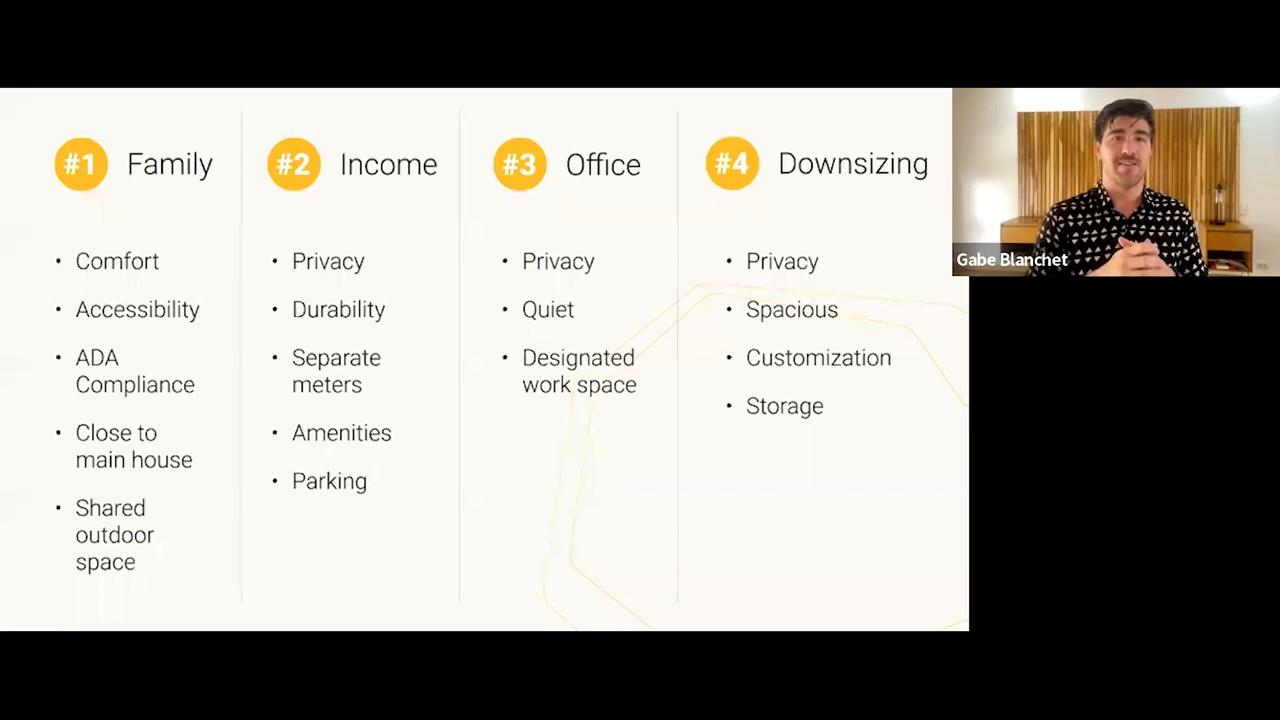 #1 Family
Comfort
Accessibility
ADA
Compliance
Close to
main house
Shared
outdoor
space
#2 Income
Privacy
Durability
Separate
meters
Amenities
Parking
#3 Office
Privacy
Quiet
Designated
work space
#4 Downsizing
Privacy
Spacious
Customization
Storage
Gabe Blanchet